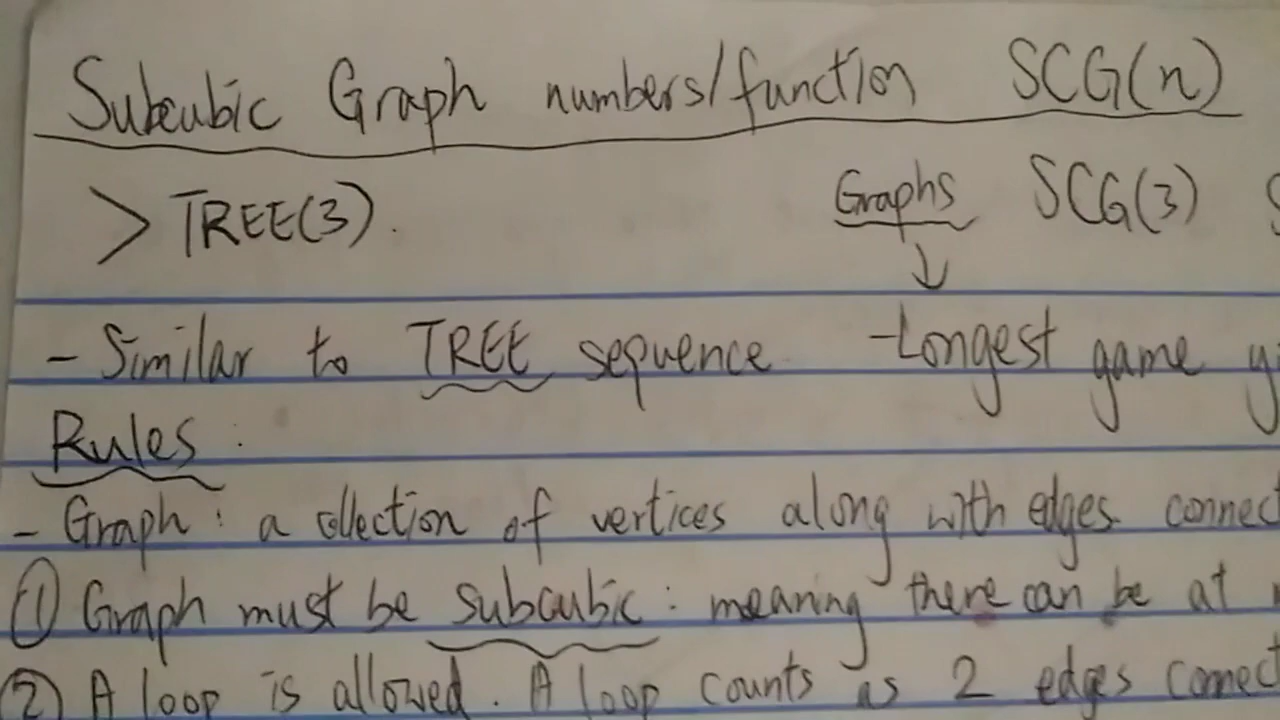 Subcubic Graph numbers/function SCG(n)
> TREE(3). Graphs SCG(3)
↓
- Similar to TREE sequence - Longest game
Rules :
- Graph : a collection of vertices along with edges connect
① Graph must be subcubic : meaning there can be at
② A loop is allowed. A loop counts as 2 edges connect